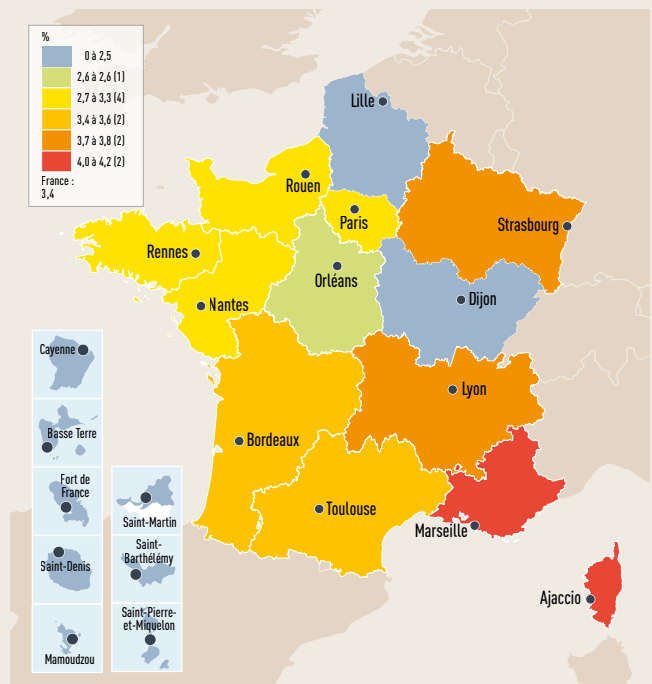 %
0 à 2,5
2,6 à 2,6 (1)
2,7 à 3,3 (4)
3,4 à 3,6 (2)
3,7 à 3,8 (2)
4,0 à 4,2 (2)
France :
3,4
Lille
Rouen
Paris
Strasbourg
Rennes
Orléans
Nantes
Dijon
Cayenne
Lyon
Basse Terre
Bordeaux
Fort de
France
Saint-Martin
Toulouse
Marseille
Saint-Denis
Saint-
Barthélémy
Ajaccio
Saint-Pierre-
et-Miquelon
Mamoudzou